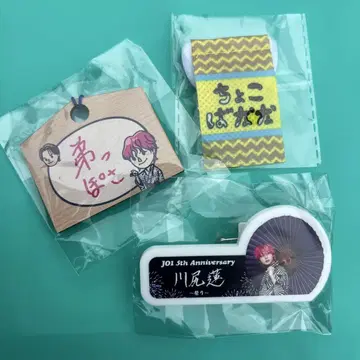 弟っ
ぽさ
ちょこ
ばなな
JO1 5th Anniversary
川尻蓮
〜祭り〜